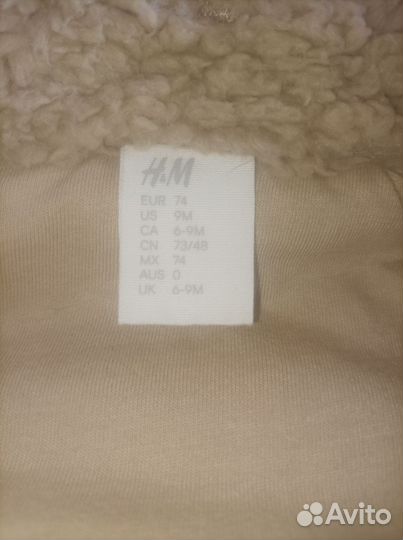 H&M
EUR 74
US 9M
CA 6-9M
CN 73/48
MX 74
AUS 0
UK 6-9M
Avito